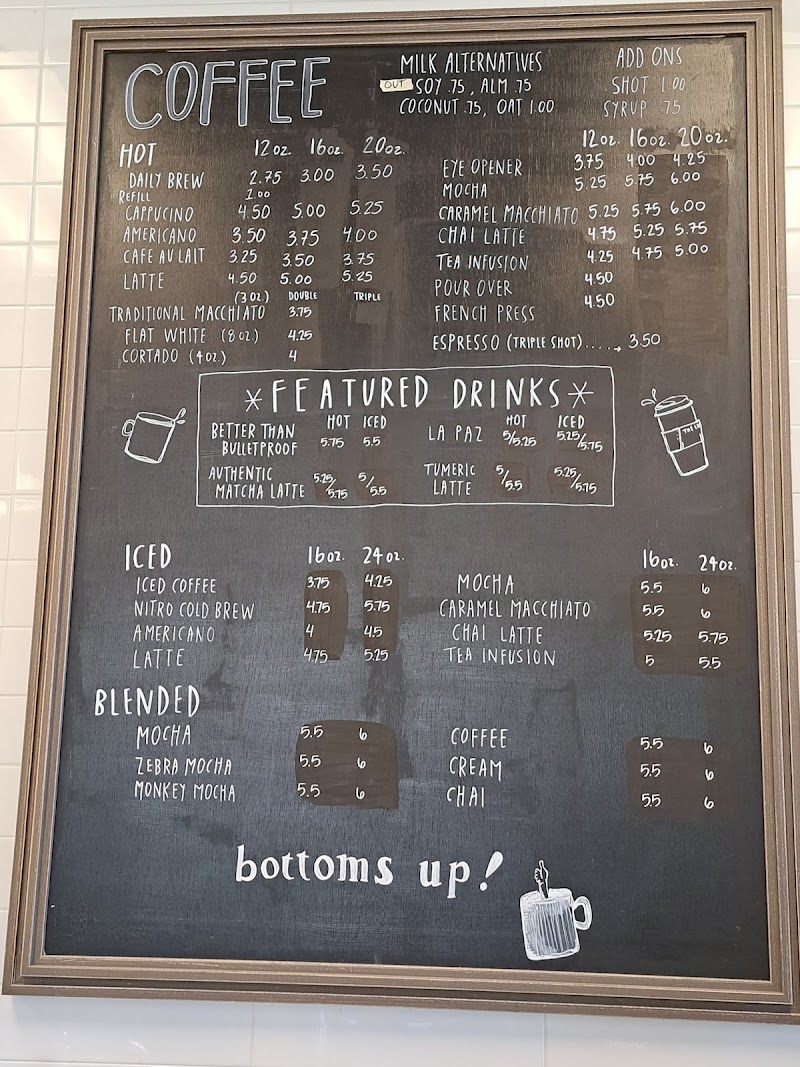 COFFEE
MILK ALTERNATIVES
OUT SOY .75, ALM .75
COCONUT .75, OAT 1.00
ADD ONS
SHOT 1.00
SYRUP .75
HOT 12oz. 16oz. 20oz.
DAILY BREW 2.75 3.00 3.50
REFILL 1.00
CAPPUCINO 4.50 5.00 5.25
AMERICANO 3.50 3.75 4.00
CAFE AU LAIT 3.25 3.50 3.75
LATTE 4.50 5.00 5.25
(3oz.) DOUBLE TRIPLE
TRADITIONAL MACCHIATO 3.75
FLAT WHITE (8oz.) 4.25
CORTADO (4oz.) 4
12oz. 16oz. 20oz.
EYE OPENER 3.75 4.00 4.25
MOCHA 5.25 5.75 6.00
CARAMEL MACCHIATO 5.25 5.75 6.00
CHAI LATTE 4.75 5.25 5.75
TEA INFUSION 4.25 4.75 5.00
POUR OVER 4.50
FRENCH PRESS 4.50
ESPRESSO (TRIPLE SHOT)....→ 3.50
*FEATURED DRINKS*
HOT ICED
BETTER THAN
BULLETPROOF 5.75 5.5
AUTHENTIC
MATCHA LATTE 5.25/5.75 5/5.5
HOT ICED
LA PAZ 5/5.25 5.25/5.75
TUMERIC
LATTE 5/5.5 5.25/5.75
ICED 16oz. 24oz.
ICED COFFEE 3.75 4.25
NITRO COLD BREW 4.75 5.75
AMERICANO 4 4.5
LATTE 4.75 5.25
16oz. 24oz.
MOCHA 5.5 6
CARAMEL MACCHIATO 5.5 6
CHAI LATTE 5.25 5.75
TEA INFUSION 5 5.5
BLENDED
MOCHA 5.5 6
ZEBRA MOCHA 5.5 6
MONKEY MOCHA 5.5 6
COFFEE 5.5 6
CREAM 5.5 6
CHAI 5.5 6
bottoms up!